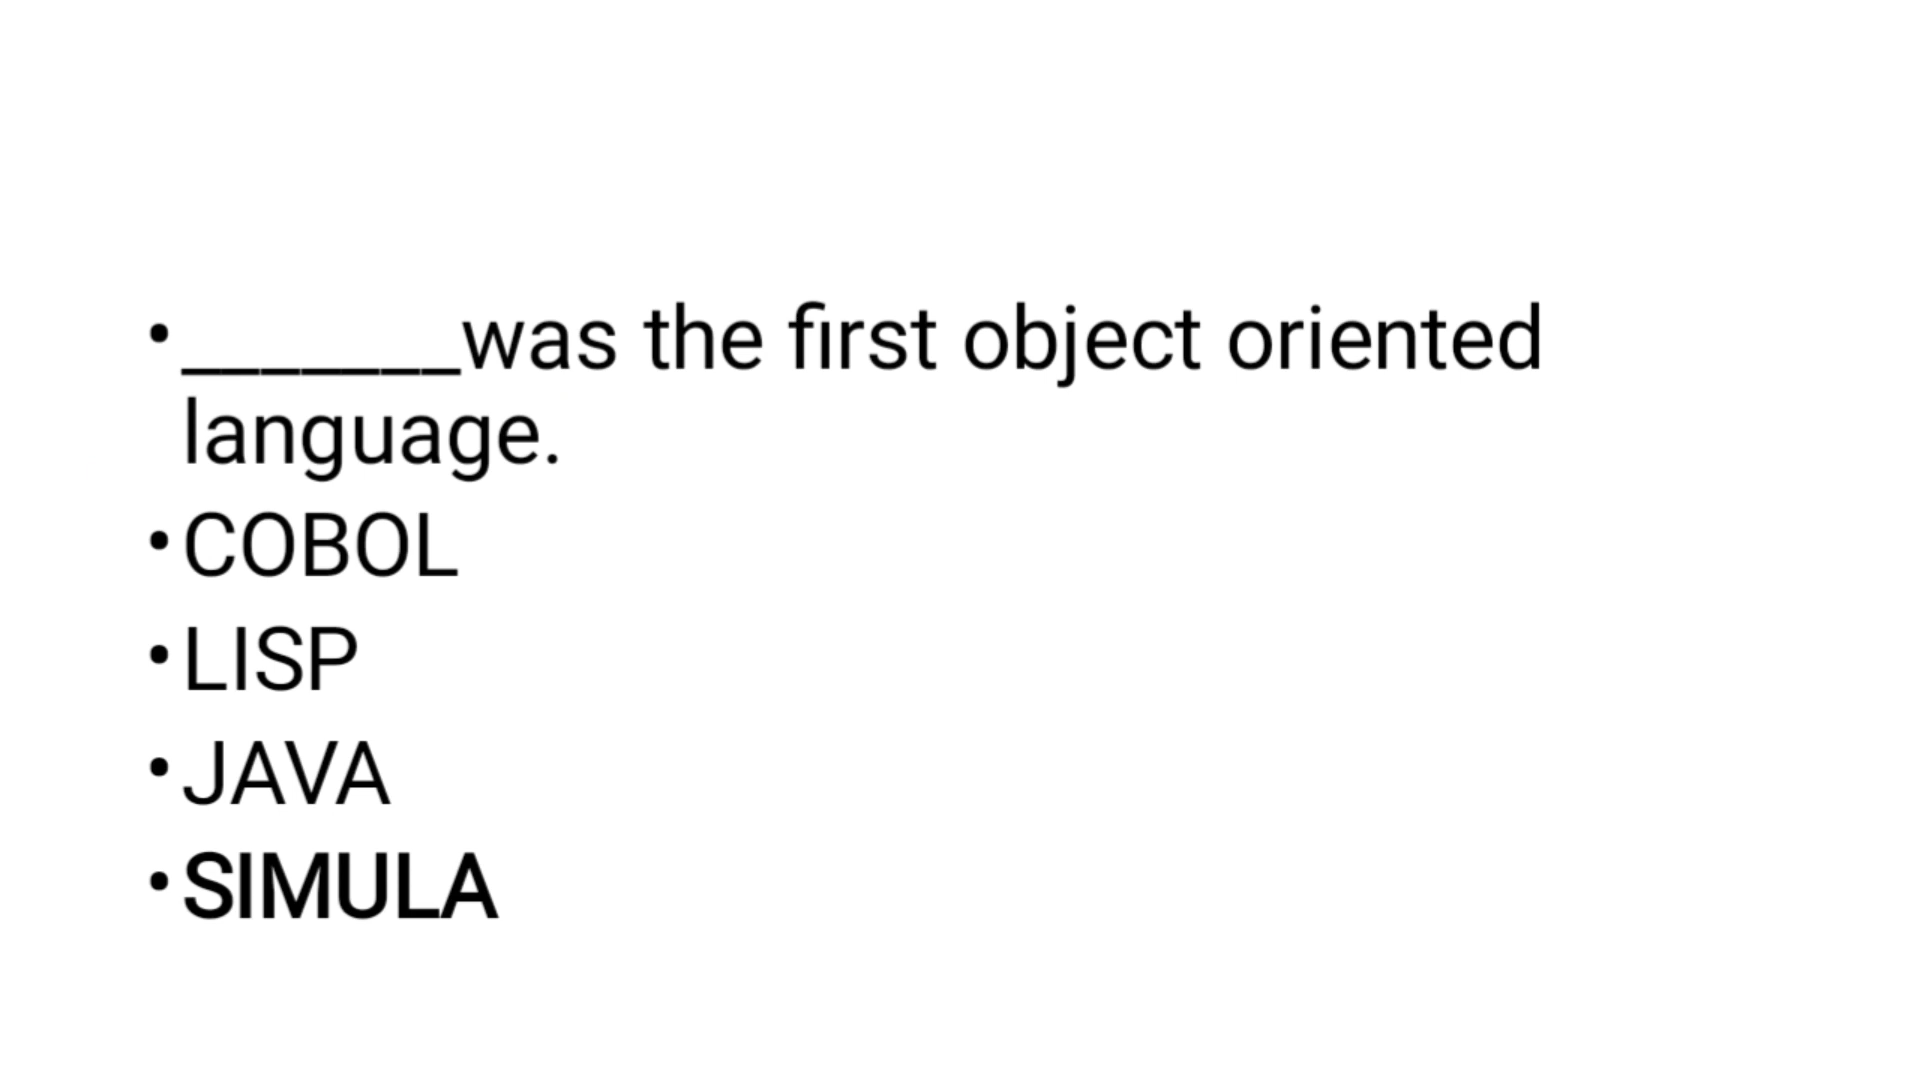 •_______was the first object oriented
language.
•COBOL
•LISP
•JAVA
•SIMULA